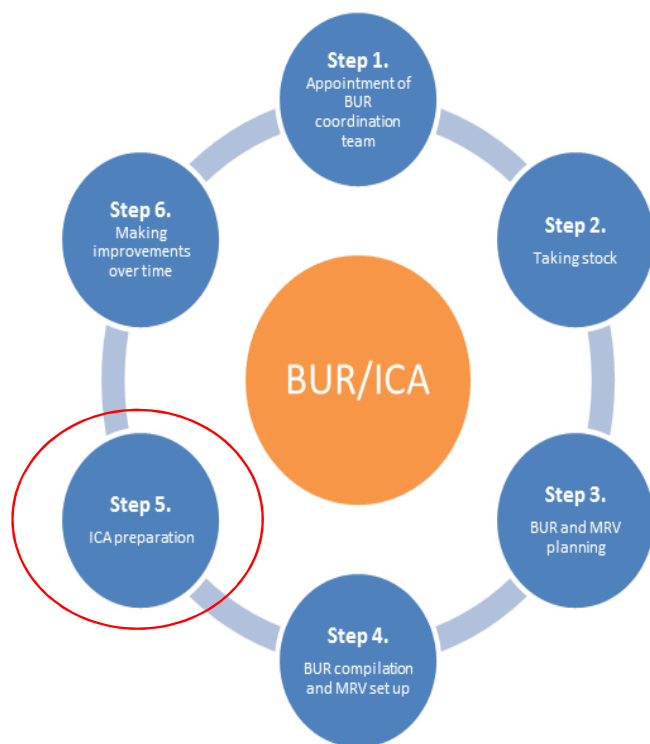 Step 1.
Appointment of
BUR
coordination
team
Step 2.
Taking stock
Step 3.
BUR and MRV
planning
Step 4.
BUR compilation
and MRV set up
Step 5.
ICA preparation
Step 6.
Making
improvements
over time
BUR/ICA